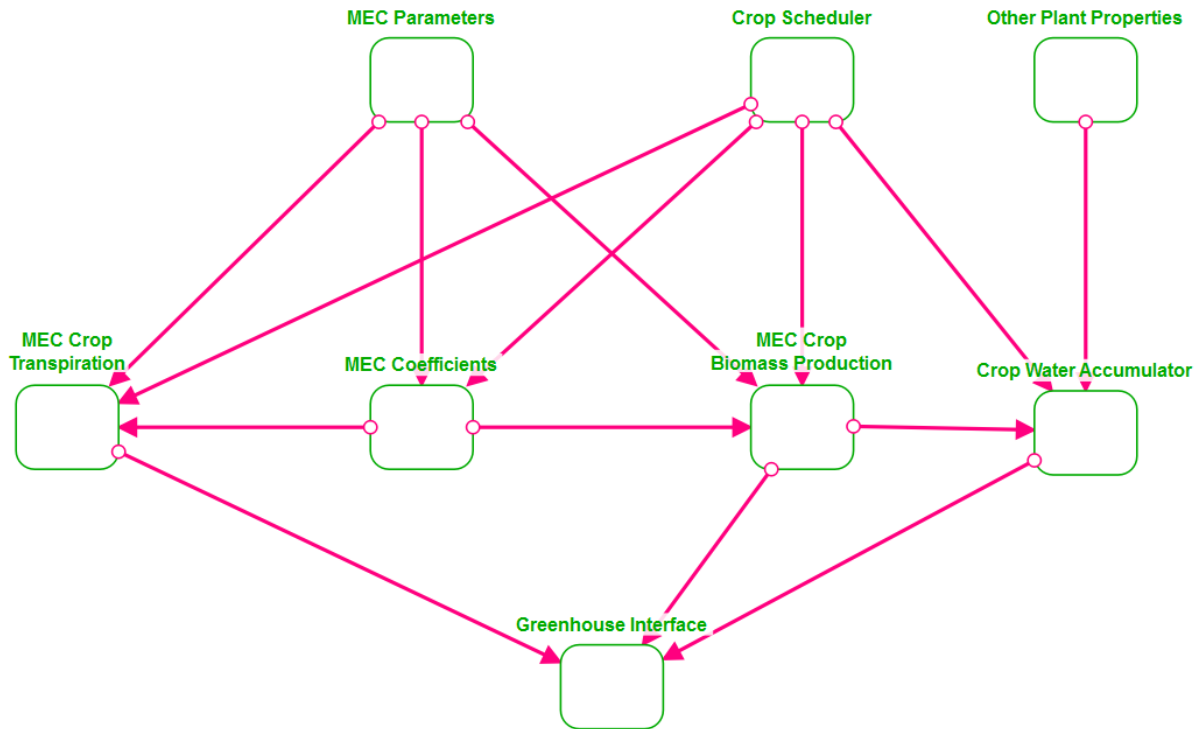 MEC Parameters
Crop Scheduler
Other Plant Properties
MEC Crop
Transpiration
MEC Coefficients
MEC Crop
Biomass Production
Crop Water Accumulator
Greenhouse Interface